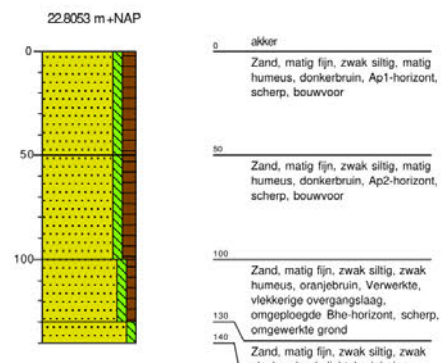 22.8053 m +NAP
0
50
100
0
akker
Zand, matig fijn, zwak siltig, matig
humeus, donkerbruin, Ap1-horizont,
scherp, bouwvoor
50
Zand, matig fijn, zwak siltig, matig
humeus, donkerbruin, Ap2-horizont,
scherp, bouwvoor
100
Zand, matig fijn, zwak siltig, zwak
humeus, oranjebruin, Verwerkte,
vlekkerige overgangslaag,
omgeploegde Bhe-horizont, scherp,
omgewerkte grond
130
140
Zand, matig fijn, zwak siltig, zwak